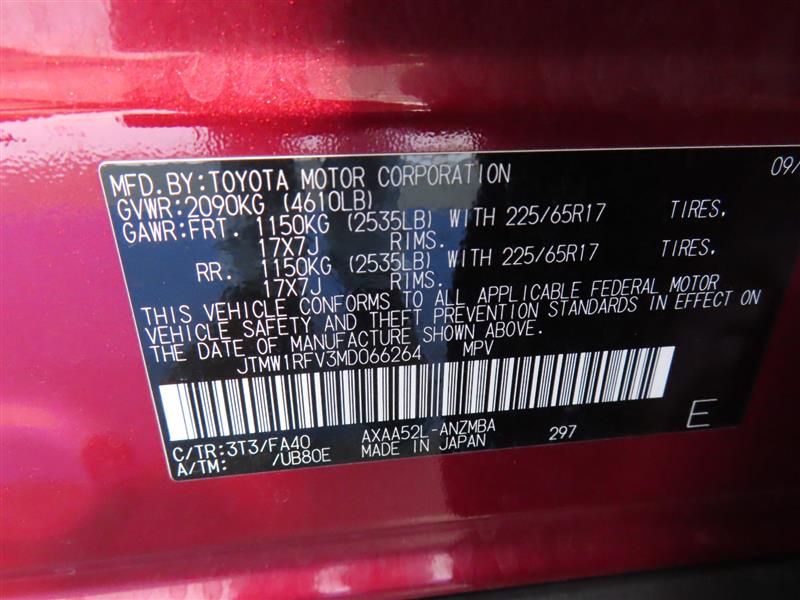 MFD.BY:TOYOTA MOTOR CORPORATION 09/
GVWR:2090KG (4610LB)
GAWR:FRT. 1150KG (2535LB) WITH 225/65R17 TIRES,
17X7J RIMS.
RR. 1150KG (2535LB) WITH 225/65R17 TIRES,
17X7J RIMS.
THIS VEHICLE CONFORMS TO ALL APPLICABLE FEDERAL MOTOR
VEHICLE SAFETY AND THEFT PREVENTION STANDARDS IN EFFECT ON
THE DATE OF MANUFACTURE SHOWN ABOVE.
JTMW1RFV3MD066264 MPV
E
C/TR:3T3/FA40 AXAA52L-ANZMBA 297
A/TM: /UB80E MADE IN JAPAN